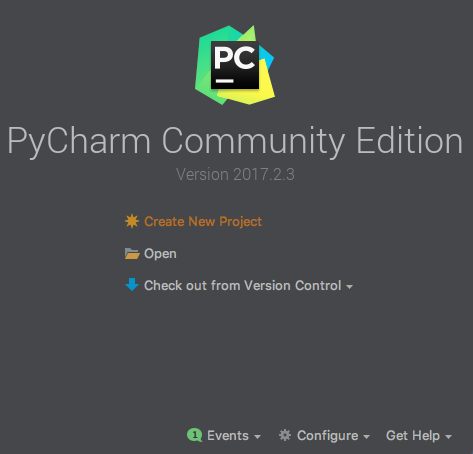 PC
PyCharm Community Edition
Version 2017.2.3
Create New Project
Open
Check out from Version Control
1 Events Configure Get Help